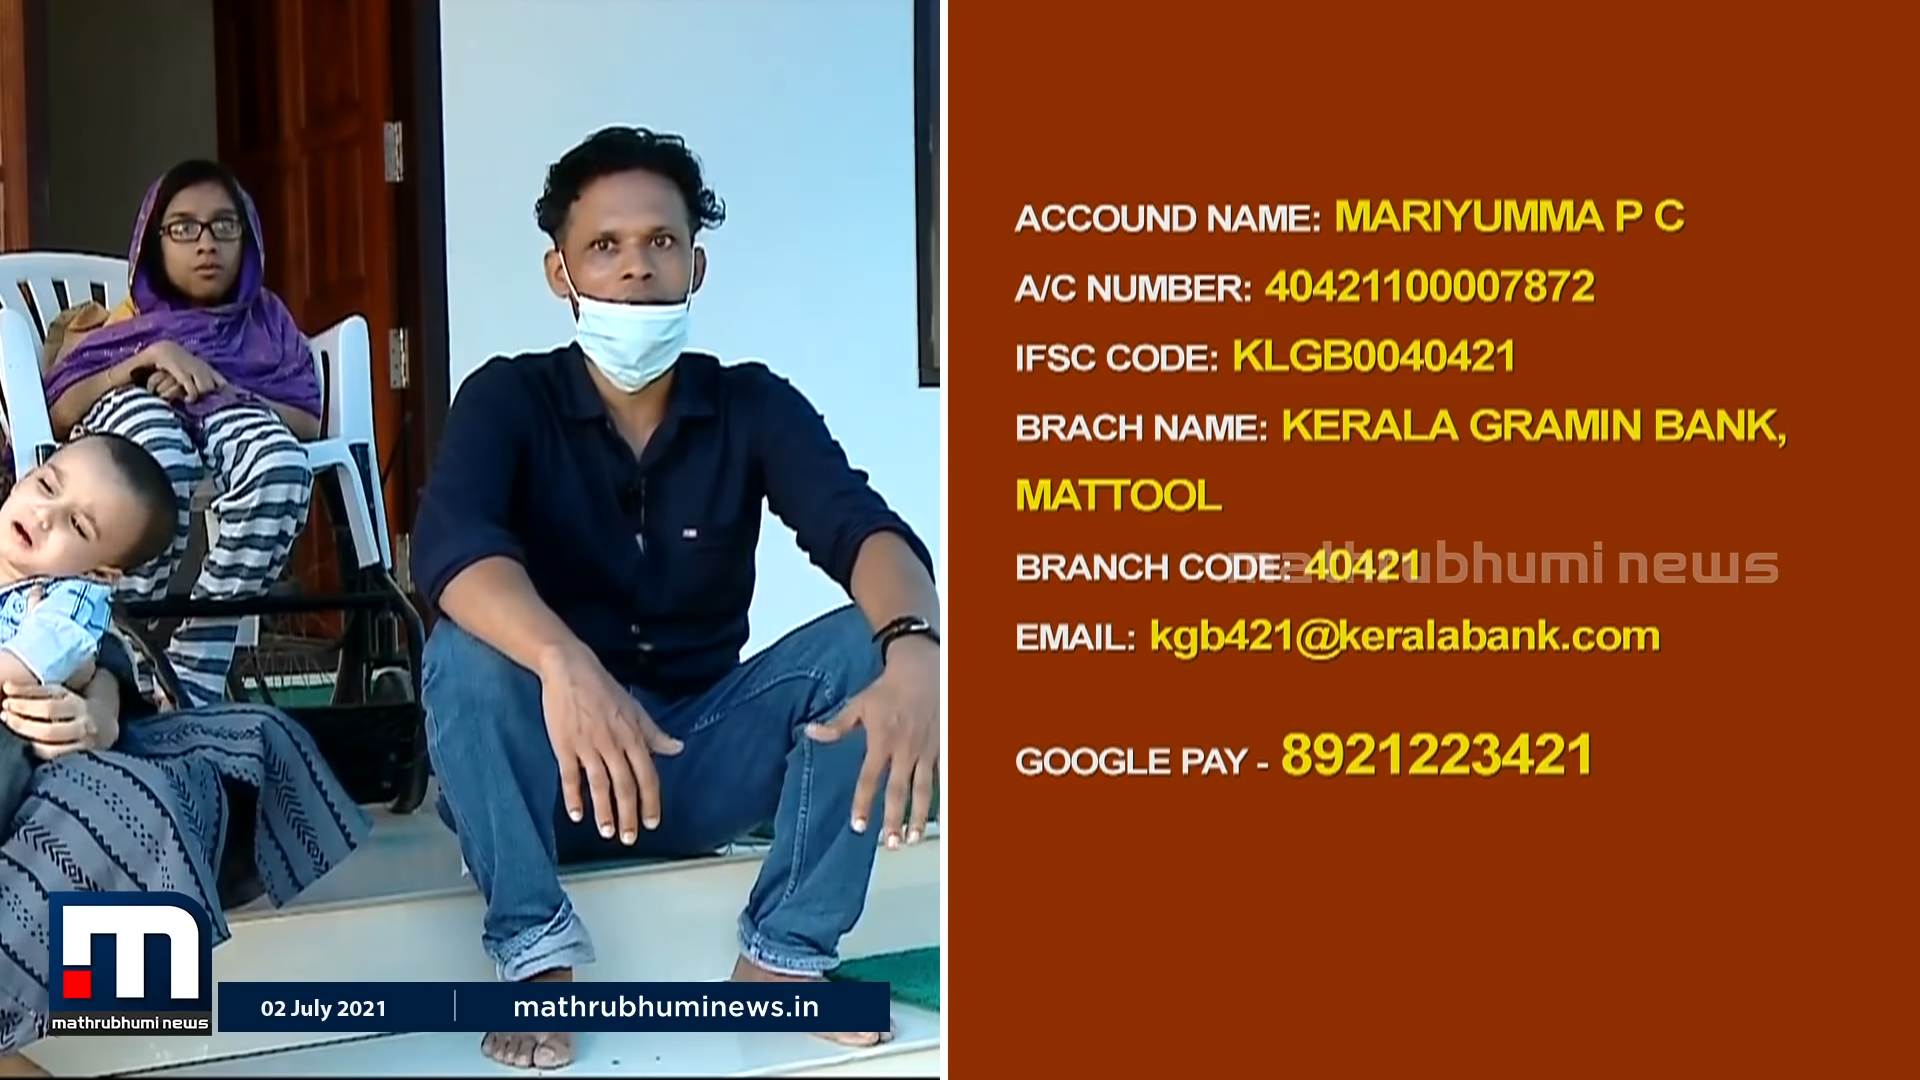 ACCOUND NAME: MARIYUMMA P C
A/C NUMBER: 40421100007872
IFSC CODE: KLGB0040421
BRACH NAME: KERALA GRAMIN BANK,
MATTOOL
BRANCH CODE: 40421
mathrubhumi news
EMAIL: kgb421@keralabank.com
GOOGLE PAY - 8921223421
mathrubhumi news
02 July 2021
mathrubhuminews.in